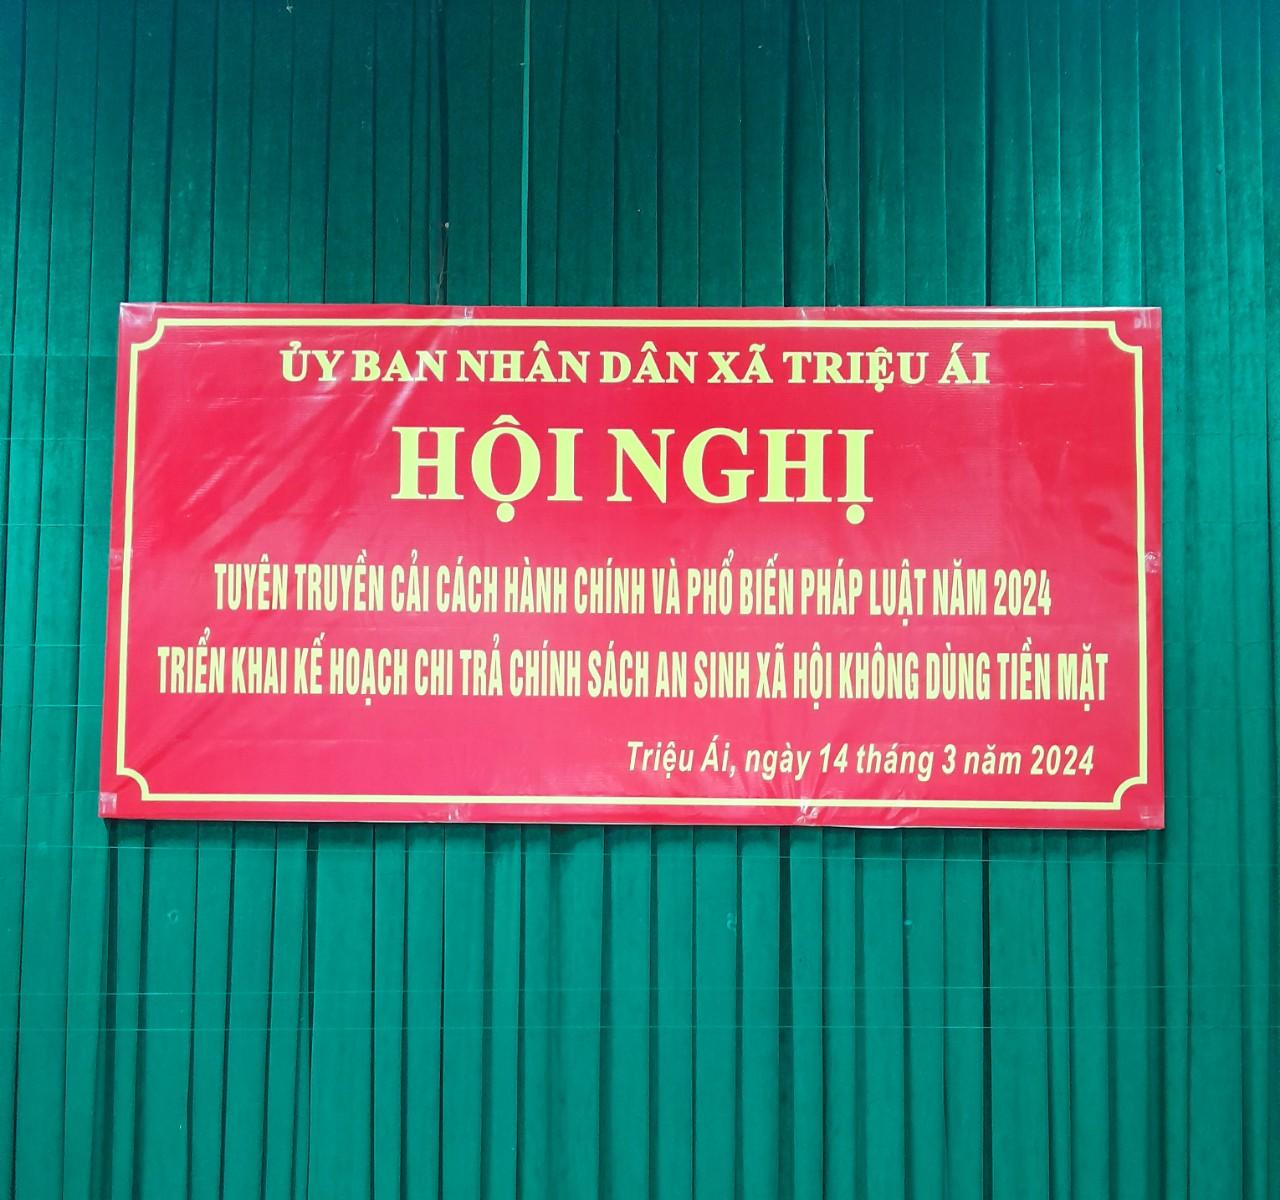 ỦY BAN NHÂN DÂN XÃ TRIỆU ÁI
HỘI NGHỊ
TUYÊN TRUYỀN CẢI CÁCH HÀNH CHÍNH VÀ PHỔ BIẾN PHÁP LUẬT NĂM 2024
TRIỂN KHAI KẾ HOẠCH CHI TRẢ CHÍNH SÁCH AN SINH XÃ HỘI KHÔNG DÙNG TIỀN MẶT
Triệu Ái, ngày 14 tháng 3 năm 2024